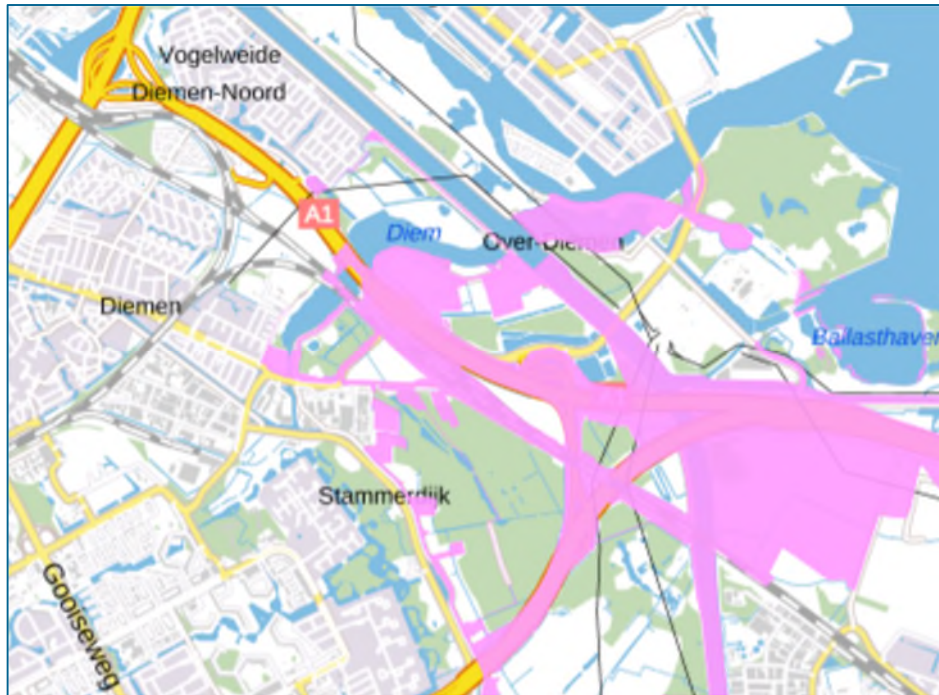 Vogelweide
Diemen-Noord
A1
Diem
Over-Diemen
Diemen
Ballasthaven
Stammerdijk
Gooiseweg